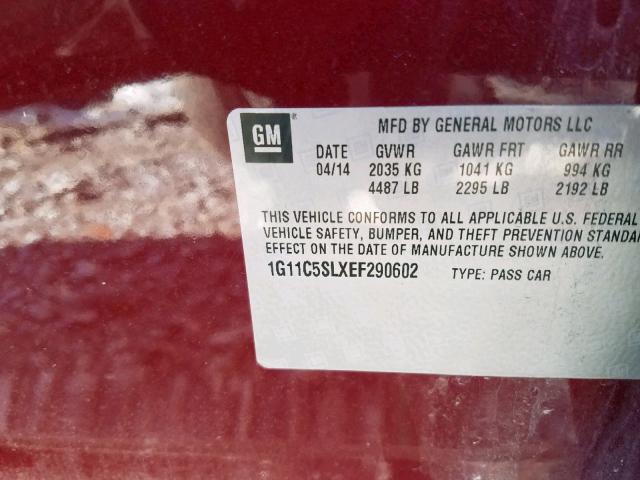 GM®
MFD BY GENERAL MOTORS LLC
DATE GVWR GAWR FRT GAWR RR
04/14 2035 KG 1041 KG 994 KG
4487 LB 2295 LB 2192 LB
THIS VEHICLE CONFORMS TO ALL APPLICABLE U.S. FEDERAL
VEHICLE SAFETY, BUMPER, AND THEFT PREVENTION STANDA
EFFECT ON THE DATE OF MANUFACTURE SHOWN ABOVE.
1G11C5SLXEF290602 TYPE: PASS CAR